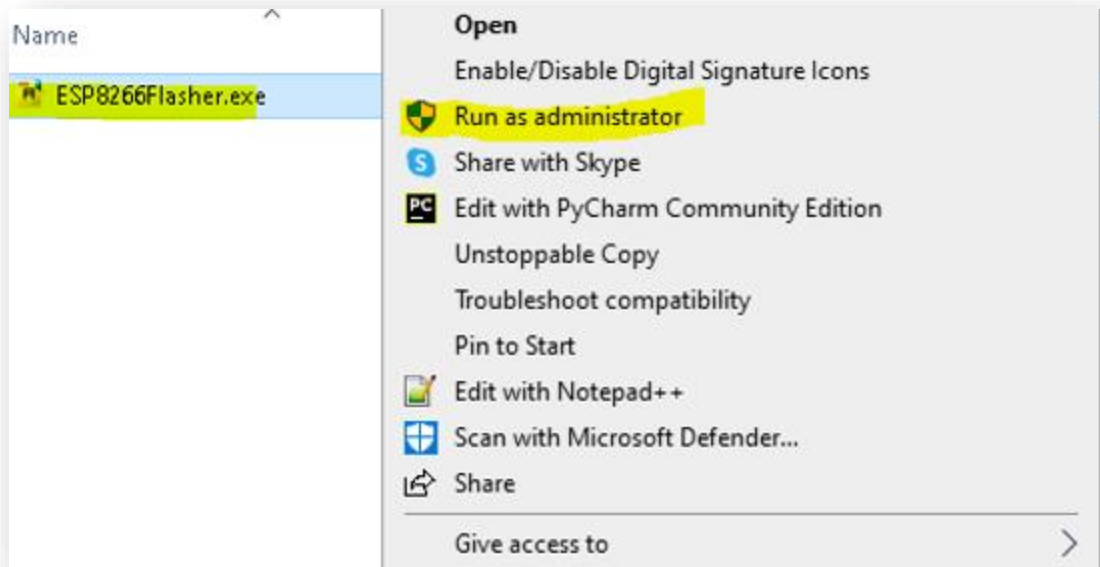 Name
ESP8266Flasher.exe
Open
Enable/Disable Digital Signature Icons
Run as administrator
S
Share with Skype
PC
Edit with PyCharm Community Edition
Unstoppable Copy
Troubleshoot compatibility
Pin to Start
Edit with Notepad++
Scan with Microsoft Defender...
Share
Give access to